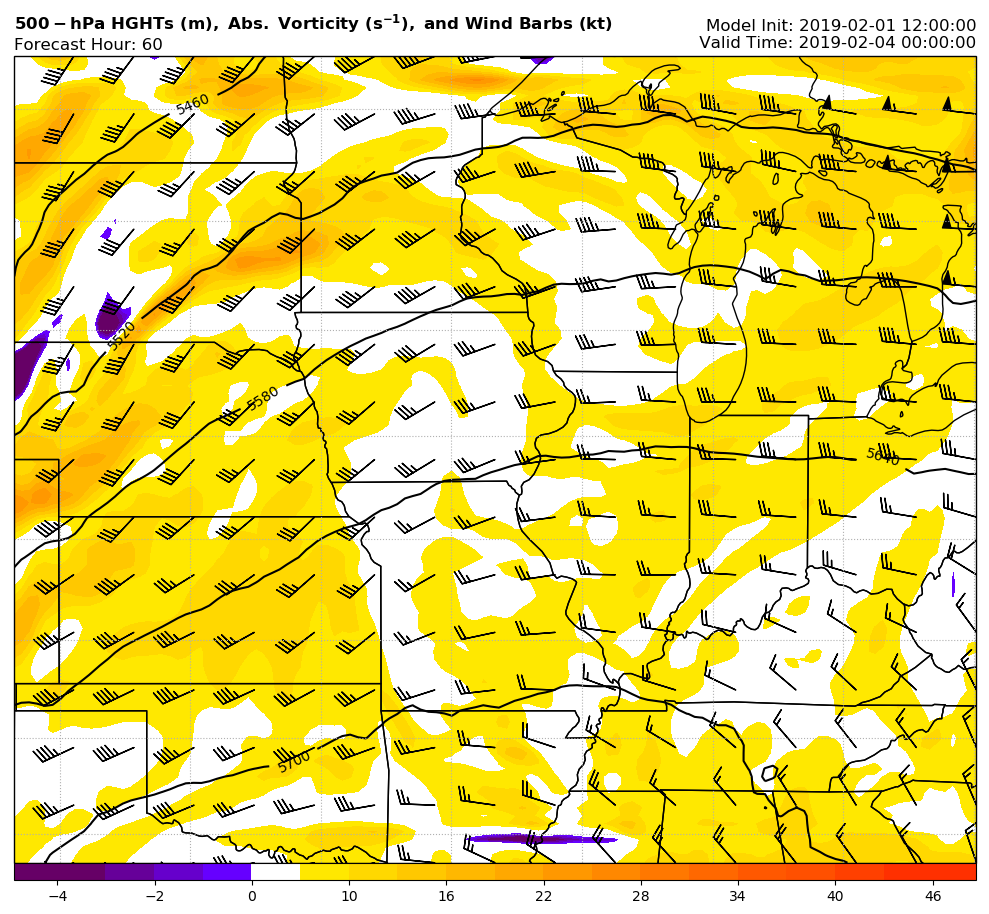 500-hPa HGHTs (m), Abs. Vorticity (s⁻¹), and Wind Barbs (kt)
Model Init: 2019-02-01 12:00:00
Forecast Hour: 60
Valid Time: 2019-02-04 00:00:00
5460
5520
5580
5640
5700
−4 −2 0 10 16 22 28 34 40 46